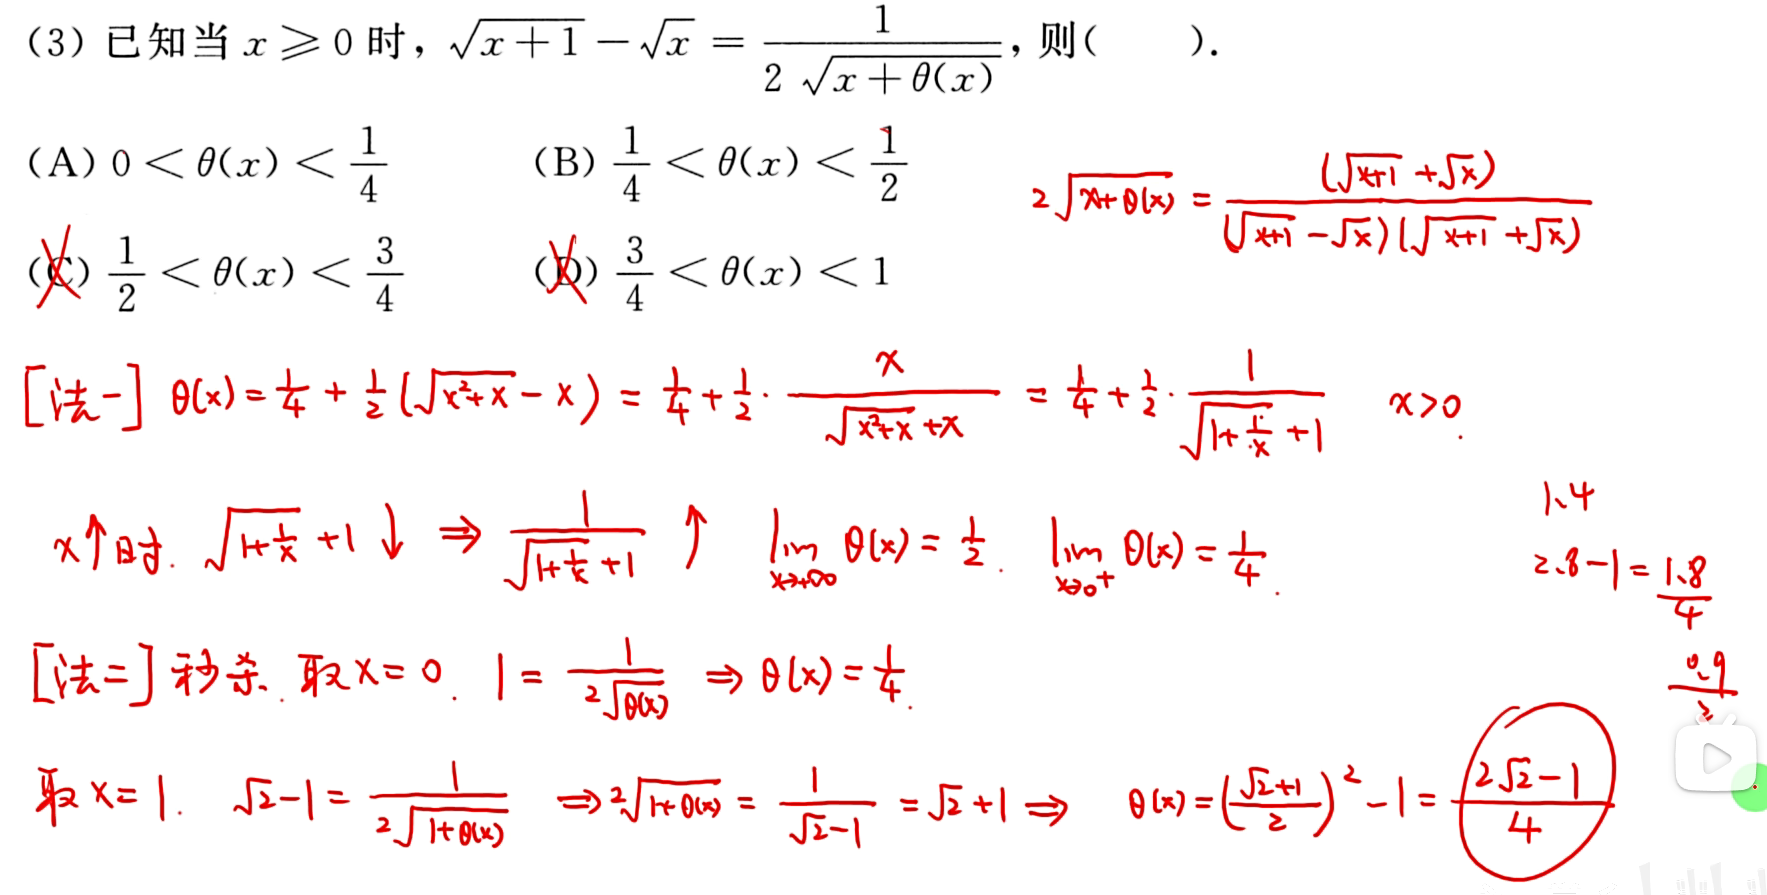 (3) 已知当 x ≥ 0 时, √(x+1) − √x = 1/(2√(x+θ(x))), 则(  ).
(A) 0 < θ(x) < 1/4  (B) 1/4 < θ(x) < 1/2
(C) 1/2 < θ(x) < 3/4  (D) 3/4 < θ(x) < 1
2√(x+θ(x)) = (√(x+1) + √x)/((√(x+1) − √x)(√(x+1) + √x))
[法一] θ(x) = 1/4 + 1/2(√(x²+x) − x) = 1/4 + 1/2 · x/(√(x²+x) + x) = 1/4 + 1/2 · 1/(√(1+1/x) + 1)  x>0.
x↑时. √(1+1/x) + 1 ↓ ⇒ 1/(√(1+1/x) + 1) ↑  lim x→+∞ θ(x) = 1/2.  lim x→0⁺ θ(x) = 1/4.
1.4
2.8−1 = 1.8/4
0.9/2
[法二] 秒杀. 取 x=0. 1 = 1/(2√θ(x)) ⇒ θ(x) = 1/4.
取 x=1. √2−1 = 1/(2√(1+θ(x))) ⇒ 2√(1+θ(x)) = 1/(√2−1) = √2+1 ⇒ θ(x) = ((√2+1)/2)² − 1 = (2√2−1)/4